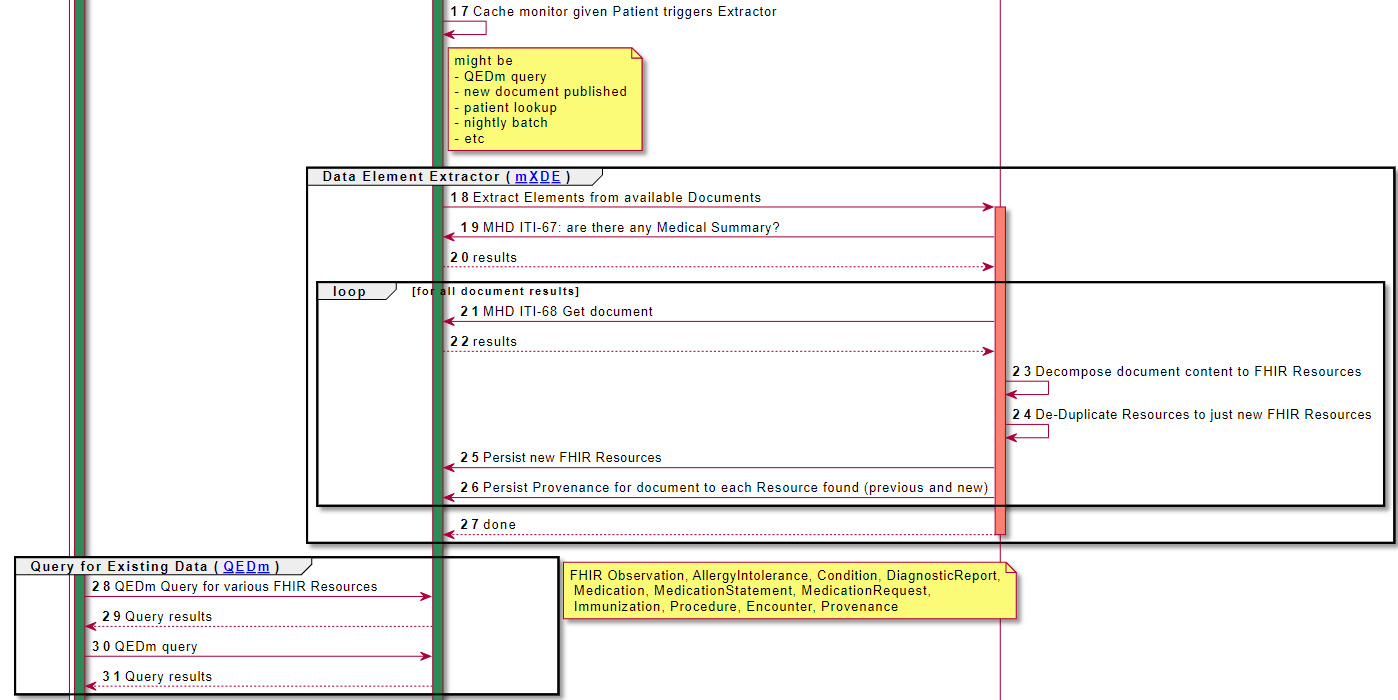 17 Cache monitor given Patient triggers Extractor
might be
- QEDm query
- new document published
- patient lookup
- nightly batch
- etc
Data Element Extractor ( mXDE )
18 Extract Elements from available Documents
19 MHD ITI-67: are there any Medical Summary?
20 results
loop [for all document results]
21 MHD ITI-68 Get document
22 results
23 Decompose document content to FHIR Resources
24 De-Duplicate Resources to just new FHIR Resources
25 Persist new FHIR Resources
26 Persist Provenance for document to each Resource found (previous and new)
27 done
Query for Existing Data ( QEDm )
28 QEDm Query for various FHIR Resources
29 Query results
30 QEDm query
31 Query results
FHIR Observation, AllergyIntolerance, Condition, DiagnosticReport,
Medication, MedicationStatement, MedicationRequest,
Immunization, Procedure, Encounter, Provenance